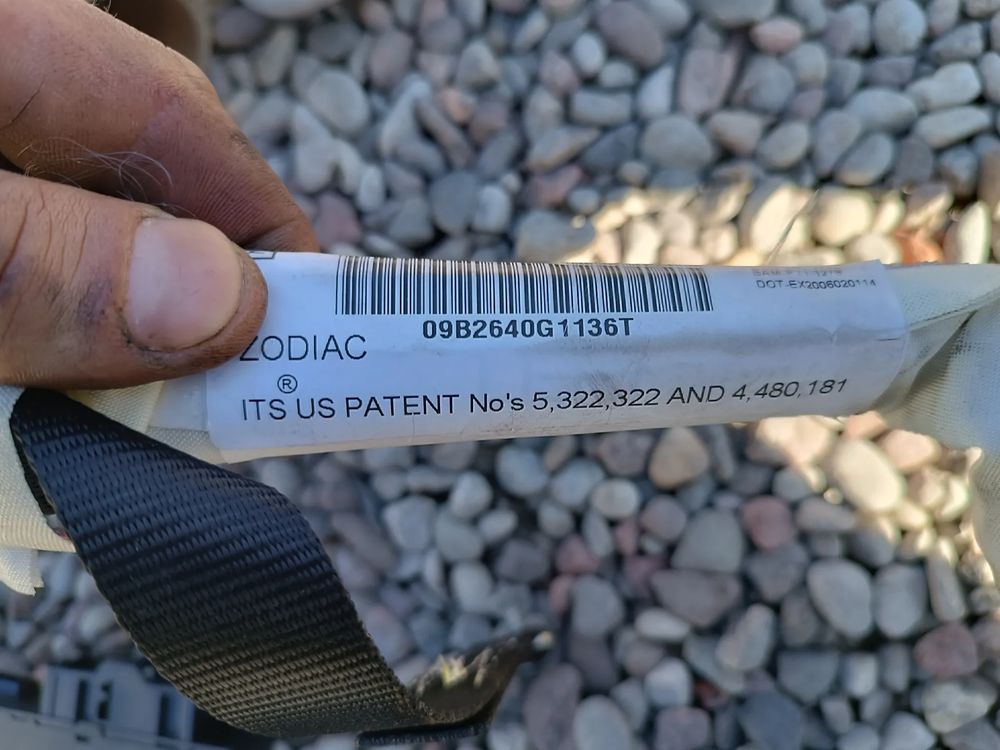 DOT-EX2006020114
09B2640G1136T
ZODIAC
®
ITS US PATENT No's 5,322,322 AND 4,480,181